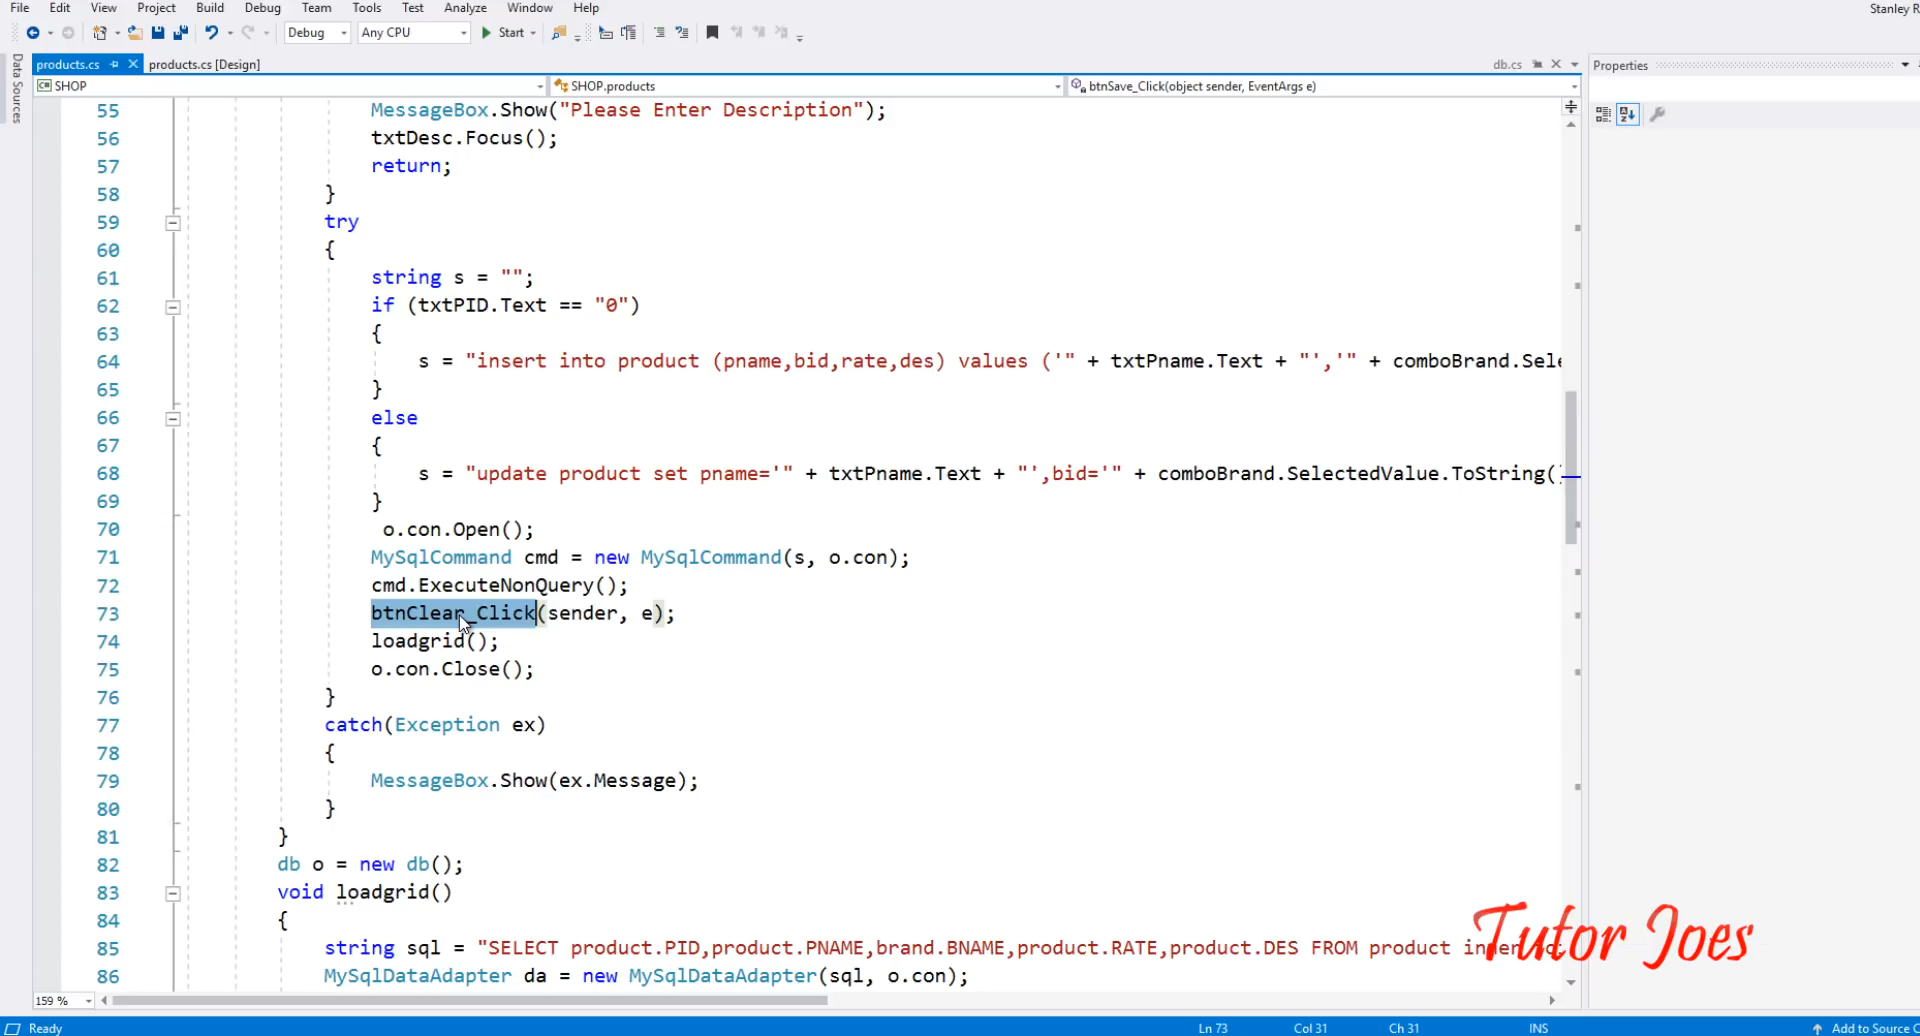 File Edit View Project Build Debug Team Tools Test Analyze Window Help Stanley R
Debug Any CPU Start
products.cs products.cs [Design] db.cs Properties
Data Sources
SHOP SHOP.products btnSave_Click(object sender, EventArgs e)
55 MessageBox.Show("Please Enter Description");
56 txtDesc.Focus();
57 return;
58 }
59 try
60 {
61 string s = "";
62 if (txtPID.Text == "0")
63 {
64 s = "insert into product (pname,bid,rate,des) values ('" + txtPname.Text + "','" + comboBrand.Sele
65 }
66 else
67 {
68 s = "update product set pname='" + txtPname.Text + "',bid='" + comboBrand.SelectedValue.ToString()
69 }
70 o.con.Open();
71 MySqlCommand cmd = new MySqlCommand(s, o.con);
72 cmd.ExecuteNonQuery();
73 btnClear_Click(sender, e);
74 loadgrid();
75 o.con.Close();
76 }
77 catch(Exception ex)
78 {
79 MessageBox.Show(ex.Message);
80 }
81 }
82 db o = new db();
83 void loadgrid()
84 {
85 string sql = "SELECT product.PID,product.PNAME,brand.BNAME,product.RATE,product.DES FROM product
86 MySqlDataAdapter da = new MySqlDataAdapter(sql, o.con);
Tutor Joes
159 %
Ready Ln 73 Col 31 Ch 31 INS Add to Source C